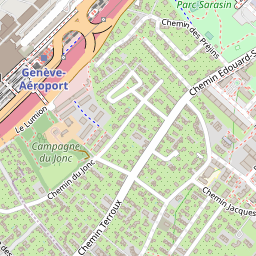 Parc Sarasin
Chemin
des Préjins
Genève-
Aéroport
Chemin Edouard-S
Le Lumion
Campagne
du Jonc
Chemin du Jonc
Chemin Jacques
Chemin Terroux